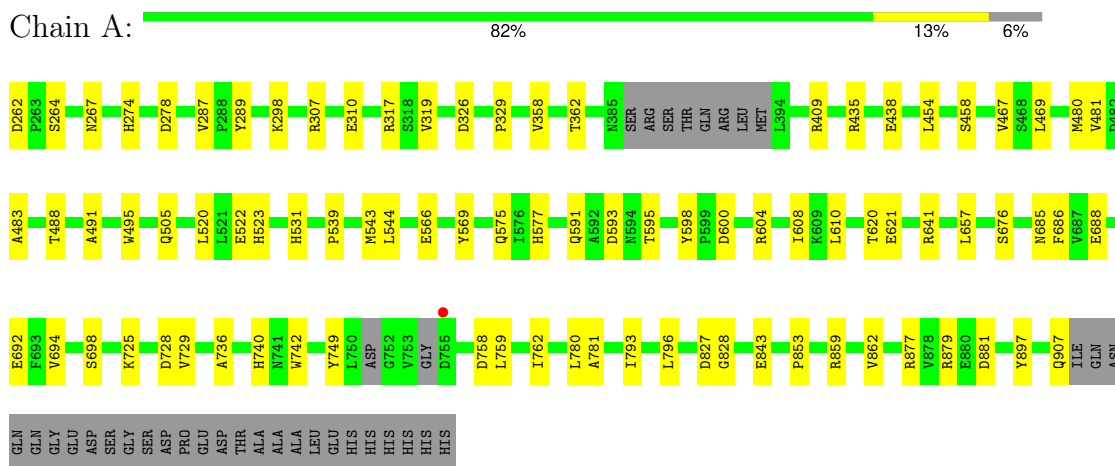 Chain A:
82% 13% 6%
D262 P263 S264 N267 H274 D278 V287 P288 Y289 K298 R307 E310 R317 S318 V319 D326 P329 V358 T362 N385 SER ARG SER THR GLN ARG LEU MET L394 R409 R435 E438 L454 S458 V467 S468 L469 M480 V481 D482
A483 T488 A491 W495 Q505 L520 L521 E522 H523 H531 P539 M543 L544 E566 Y569 Q575 I576 H577 Q591 A592 D593 N594 T595 Y598 P599 D600 R604 I608 K609 L610 T620 E621 R641 L657 S676 N685 F686 V687 E688
E692 F693 V694 S698 K725 D728 V729 A736 H740 N741 W742 Y749 L750 ASP G752 V753 GLY D755 D758 L759 I762 L780 A781 I793 L796 D827 G828 E843 P853 R859 V862 R877 V878 R879 E880 D881 Y897 Q907 ILE GLN ASN
GLN GLN GLY GLU ASP SER GLY SER ASP PRO GLU ASP THR ALA ALA ALA LEU GLU HIS HIS HIS HIS HIS HIS